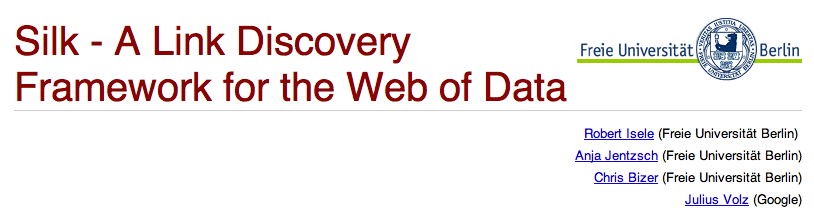 Silk - A Link Discovery
Framework for the Web of Data
Freie Universität Berlin
Robert Isele (Freie Universität Berlin)
Anja Jentzsch (Freie Universität Berlin)
Chris Bizer (Freie Universität Berlin)
Julius Volz (Google)